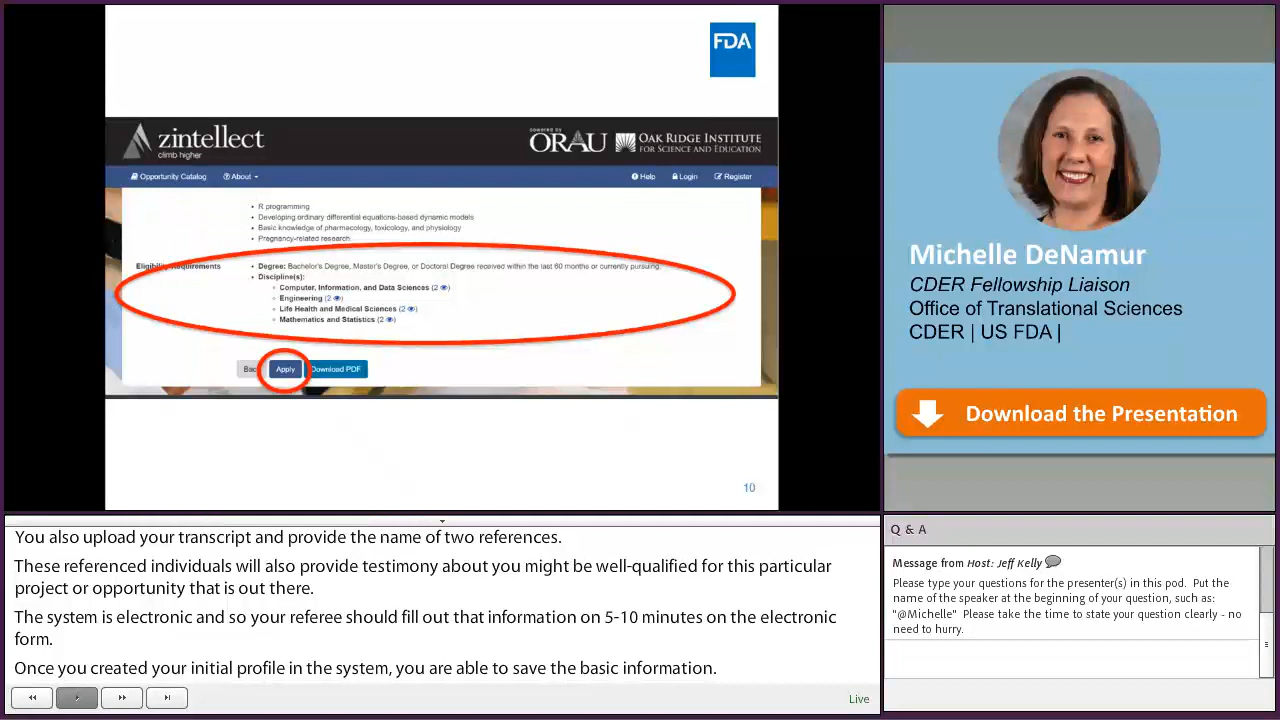 FDA
zintellect
climb higher
powered by
ORAU
OAK RIDGE INSTITUTE
FOR SCIENCE AND EDUCATION
Opportunity Catalog
About
Help
Login
Register
• R programming
• Developing ordinary differential equations-based dynamic models
• Basic knowledge of pharmacology, toxicology, and physiology
• Pregnancy-related research
Eligibility Requirements
• Degree: Bachelor's Degree, Master's Degree, or Doctoral Degree received within the last 60 months or currently pursuing.
• Discipline(s):
Computer, Information, and Data Sciences (2)
Engineering (2)
Life Health and Medical Sciences (2)
Mathematics and Statistics (2)
Apply
Download PDF
10
Michelle DeNamur
CDER Fellowship Liaison
Office of Translational Sciences
CDER | US FDA |
Download the Presentation
You also upload your transcript and provide the name of two references.
These referenced individuals will also provide testimony about you might be well-qualified for this particular
project or opportunity that is out there.
The system is electronic and so your referee should fill out that information on 5-10 minutes on the electronic
form.
Once you created your initial profile in the system, you are able to save the basic information.
Live
Q & A
Message from Host: Jeff Kelly
Please type your questions for the presenter(s) in this pod. Put the
name of the speaker at the beginning of your question, such as:
"@Michelle" Please take the time to state your question clearly - no
need to hurry.